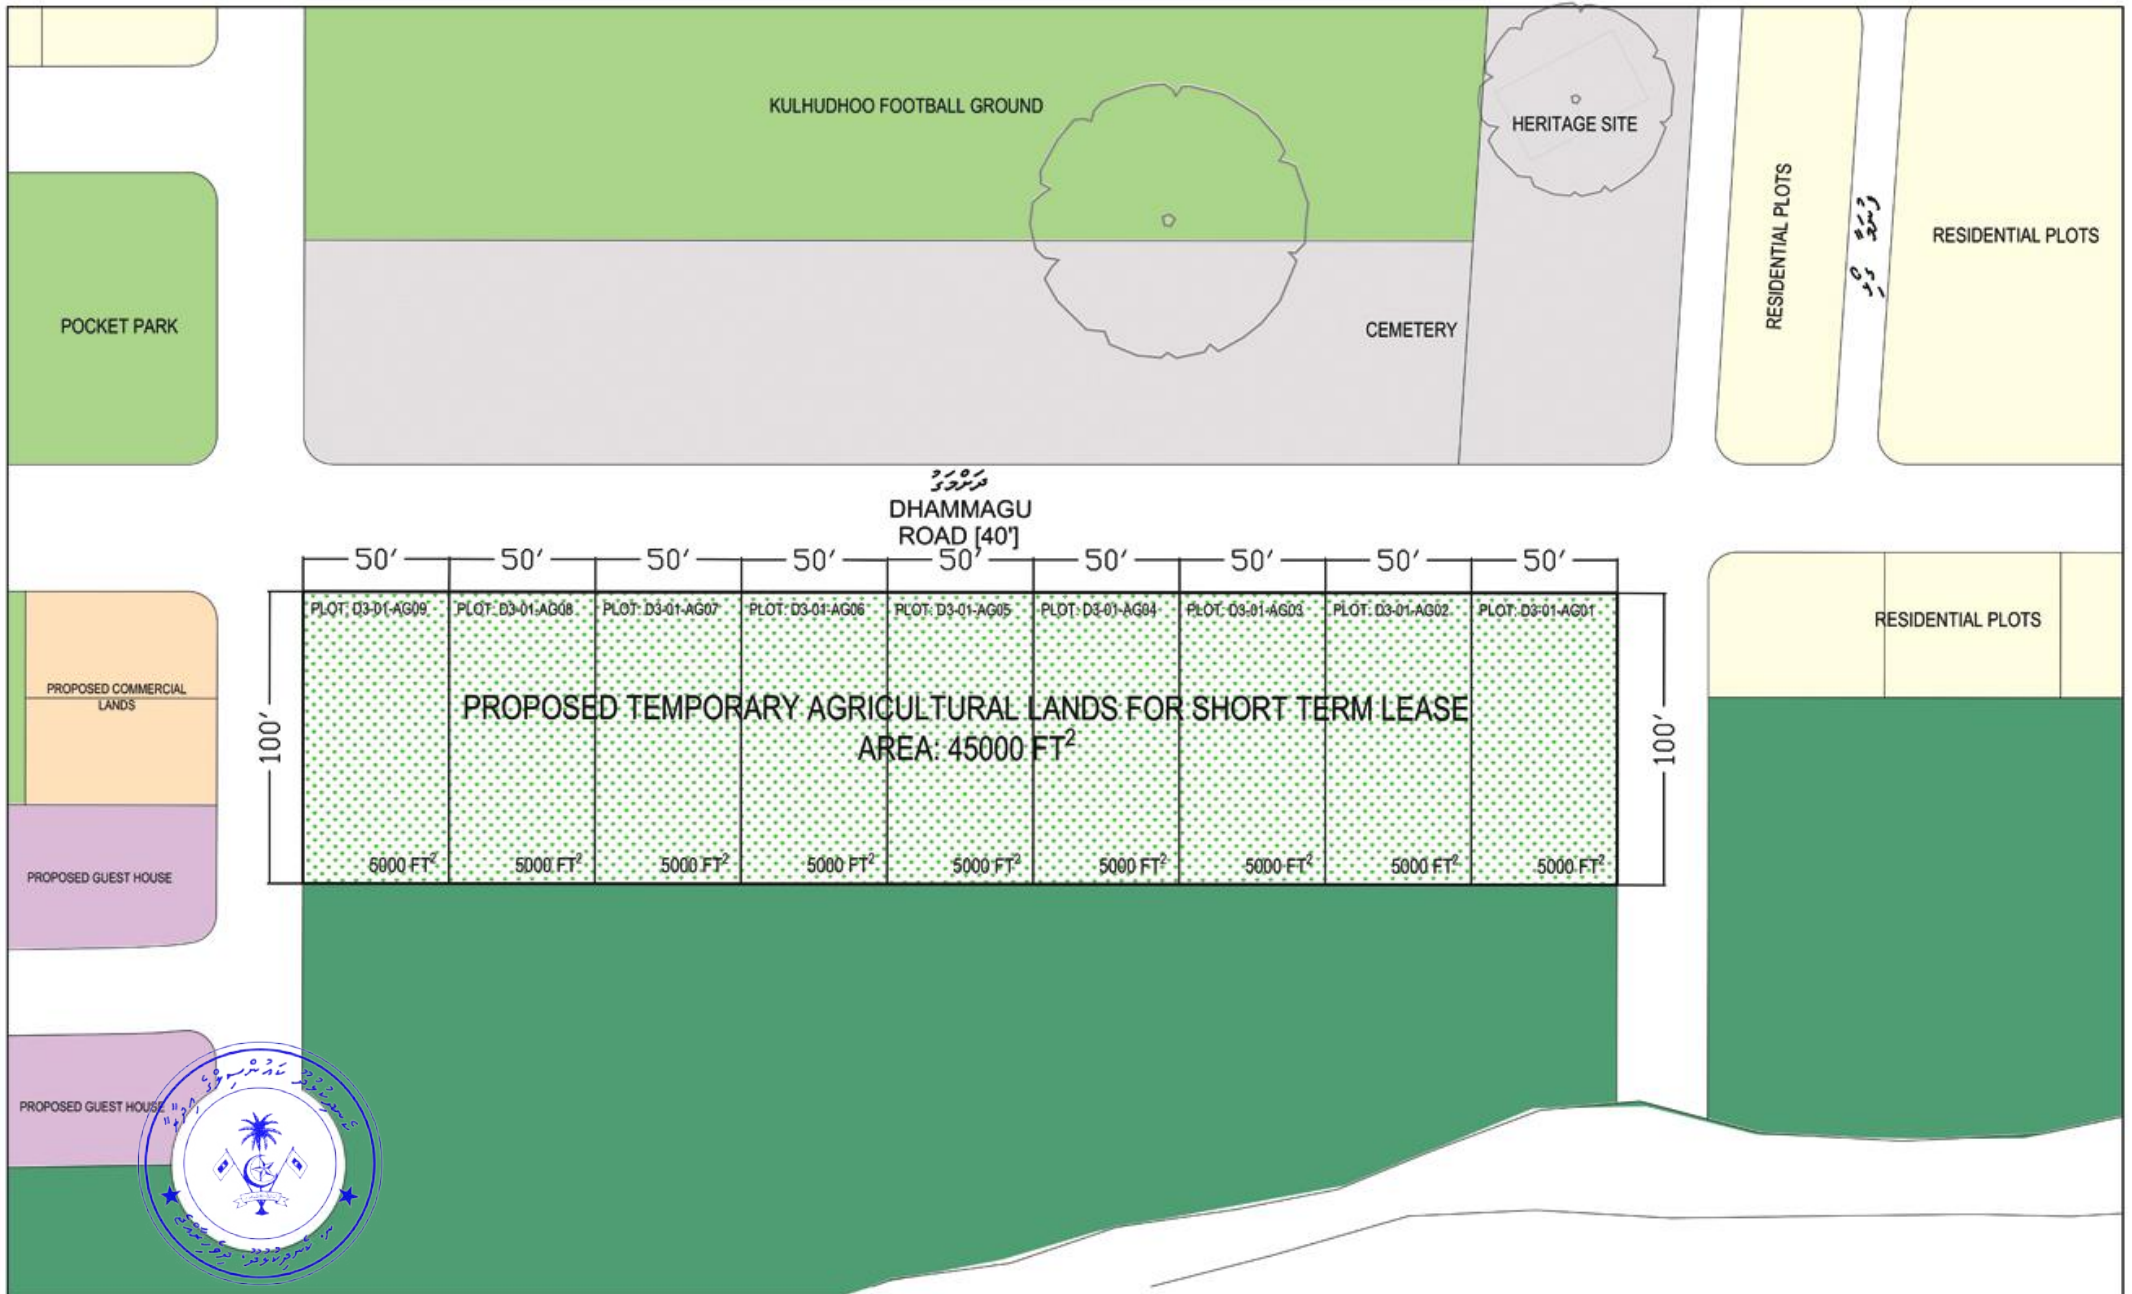 KULHUDHOO FOOTBALL GROUND
HERITAGE SITE
RESIDENTIAL PLOTS
RESIDENTIAL PLOTS
POCKET PARK
CEMETERY
ދަންމަގު
DHAMMAGU
ROAD [40']
50' 50' 50' 50' 50' 50' 50' 50' 50'
PLOT: D3-01-AG09 PLOT: D3-01-AG08 PLOT: D3-01-AG07 PLOT: D3-01-AG06 PLOT: D3-01-AG05 PLOT: D3-01-AG04 PLOT: D3-01-AG03 PLOT: D3-01-AG02 PLOT: D3-01-AG01
RESIDENTIAL PLOTS
PROPOSED COMMERCIAL
LANDS
PROPOSED TEMPORARY AGRICULTURAL LANDS FOR SHORT TERM LEASE
AREA: 45000 FT²
100'
100'
5000 FT² 5000 FT² 5000 FT² 5000 FT² 5000 FT² 5000 FT² 5000 FT² 5000 FT² 5000 FT²
PROPOSED GUEST HOUSE
PROPOSED GUEST HOUSE